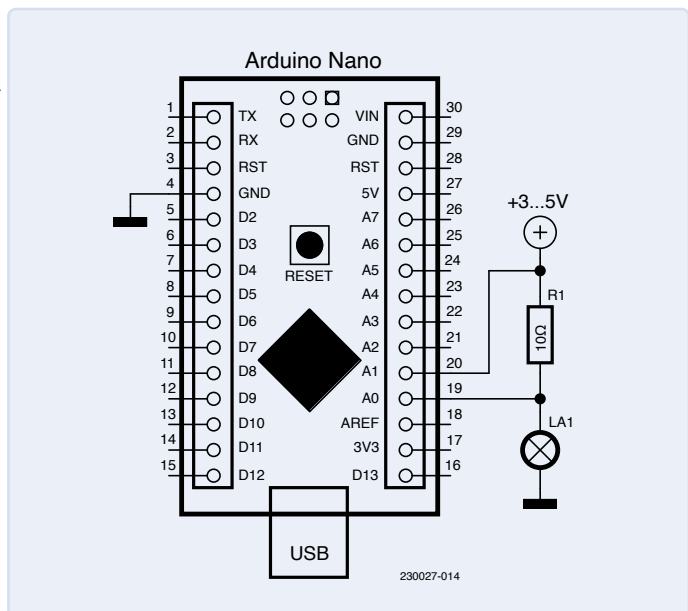 Arduino Nano
1 TX VIN 30
2 RX GND 29
3 RST RST 28
4 GND 5V 27
5 D2 A7 26
6 D3 A6 25
7 D4 A5 24
8 D5 A4 23
9 D6 A3 22
10 D7 A2 21
11 D8 A1 20
12 D9 A0 19
13 D10 AREF 18
14 D11 3V3 17
15 D12 D13 16
RESET
USB
+3...5V
+
R1
10Ω
LA1
230027-014